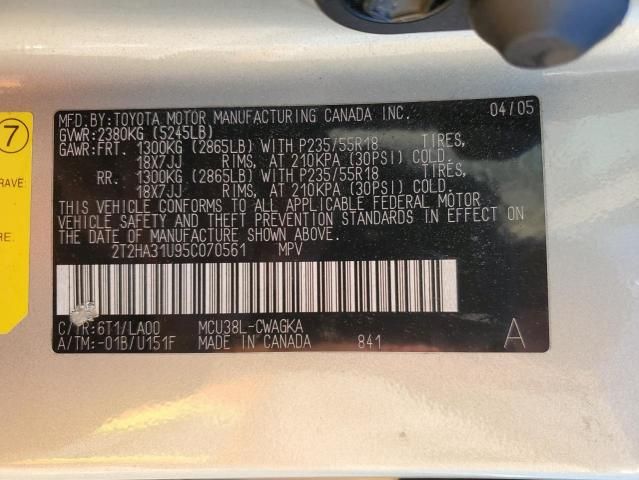 7
RAVE:
RE.
MFD.BY:TOYOTA MOTOR MANUFACTURING CANADA INC. 04/05
GVWR:2380KG (5245LB)
GAWR:FRT. 1300KG (2865LB) WITH P235/55R18 TIRES,
18X7JJ RIMS, AT 210KPA (30PSI) COLD.
RR. 1300KG (2865LB) WITH P235/55R18 TIRES,
18X7JJ RIMS, AT 210KPA (30PSI) COLD.
THIS VEHICLE CONFORMS TO ALL APPLICABLE FEDERAL MOTOR
VEHICLE SAFETY AND THEFT PREVENTION STANDARDS IN EFFECT ON
THE DATE OF MANUFACTURE SHOWN ABOVE.
2T2HA31U95C070561 MPV
C/TR:6T1/LA00 MCU38L-CWAGKA
A/TM:-01B/U151F MADE IN CANADA 841 A